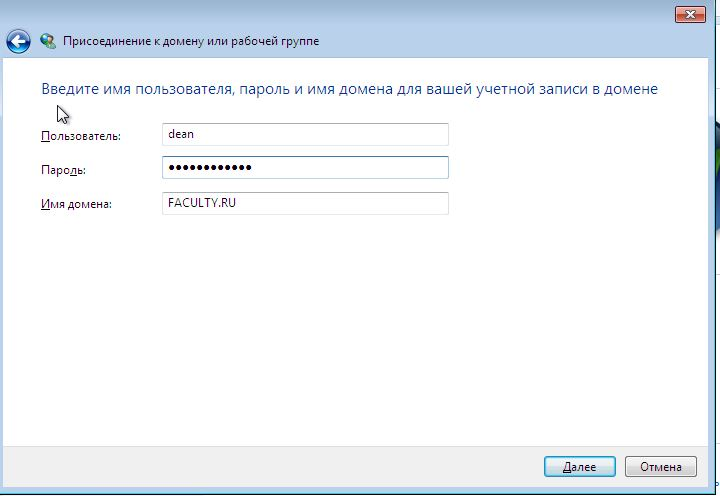 Присоединение к домену или рабочей группе
Введите имя пользователя, пароль и имя домена для вашей учетной записи в домене
Пользователь: dean
Пароль: ●●●●●●●●●●●●
Имя домена: FACULTY.RU
Далее Отмена